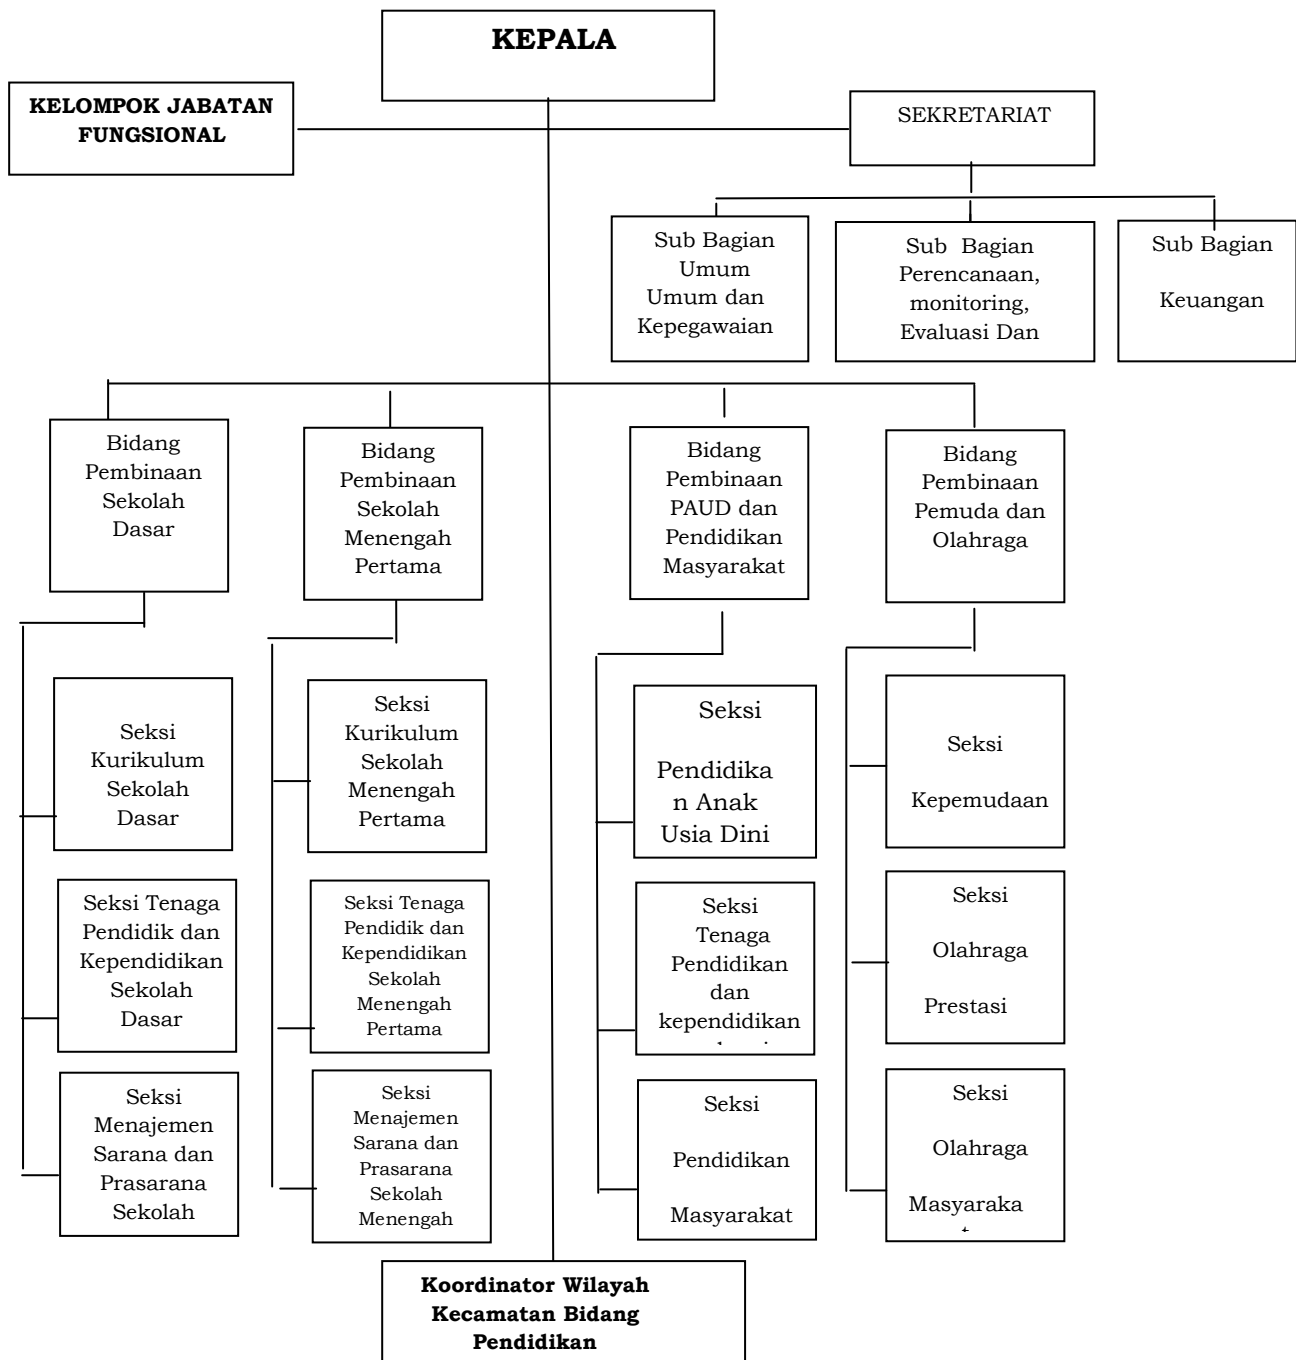 KEPALA
KELOMPOK JABATAN
FUNGSIONAL
SEKRETARIAT
Sub Bagian
Umum
Umum dan
Kepegawaian
Sub Bagian
Perencanaan,
monitoring,
Evaluasi Dan
Sub Bagian
Keuangan
Bidang
Pembinaan
Sekolah
Dasar
Bidang
Pembinaan
Sekolah
Menengah
Pertama
Bidang
Pembinaan
PAUD dan
Pendidikan
Masyarakat
Bidang
Pembinaan
Pemuda dan
Olahraga
Seksi
Kurikulum
Sekolah
Dasar
Seksi
Kurikulum
Sekolah
Menengah
Pertama
Seksi
Pendidika
n Anak
Usia Dini
Seksi
Kepemudaan
Seksi Tenaga
Pendidik dan
Kependidikan
Sekolah
Dasar
Seksi Tenaga
Pendidik dan
Kependidikan
Sekolah
Menengah
Pertama
Seksi
Tenaga
Pendidikan
dan
kependidikan
Seksi
Olahraga
Prestasi
Seksi
Menajemen
Sarana dan
Prasarana
Sekolah
Seksi
Menajemen
Sarana dan
Prasarana
Sekolah
Menengah
Seksi
Pendidikan
Masyarakat
Seksi
Olahraga
Masyaraka
Koordinator Wilayah
Kecamatan Bidang
Pendidikan